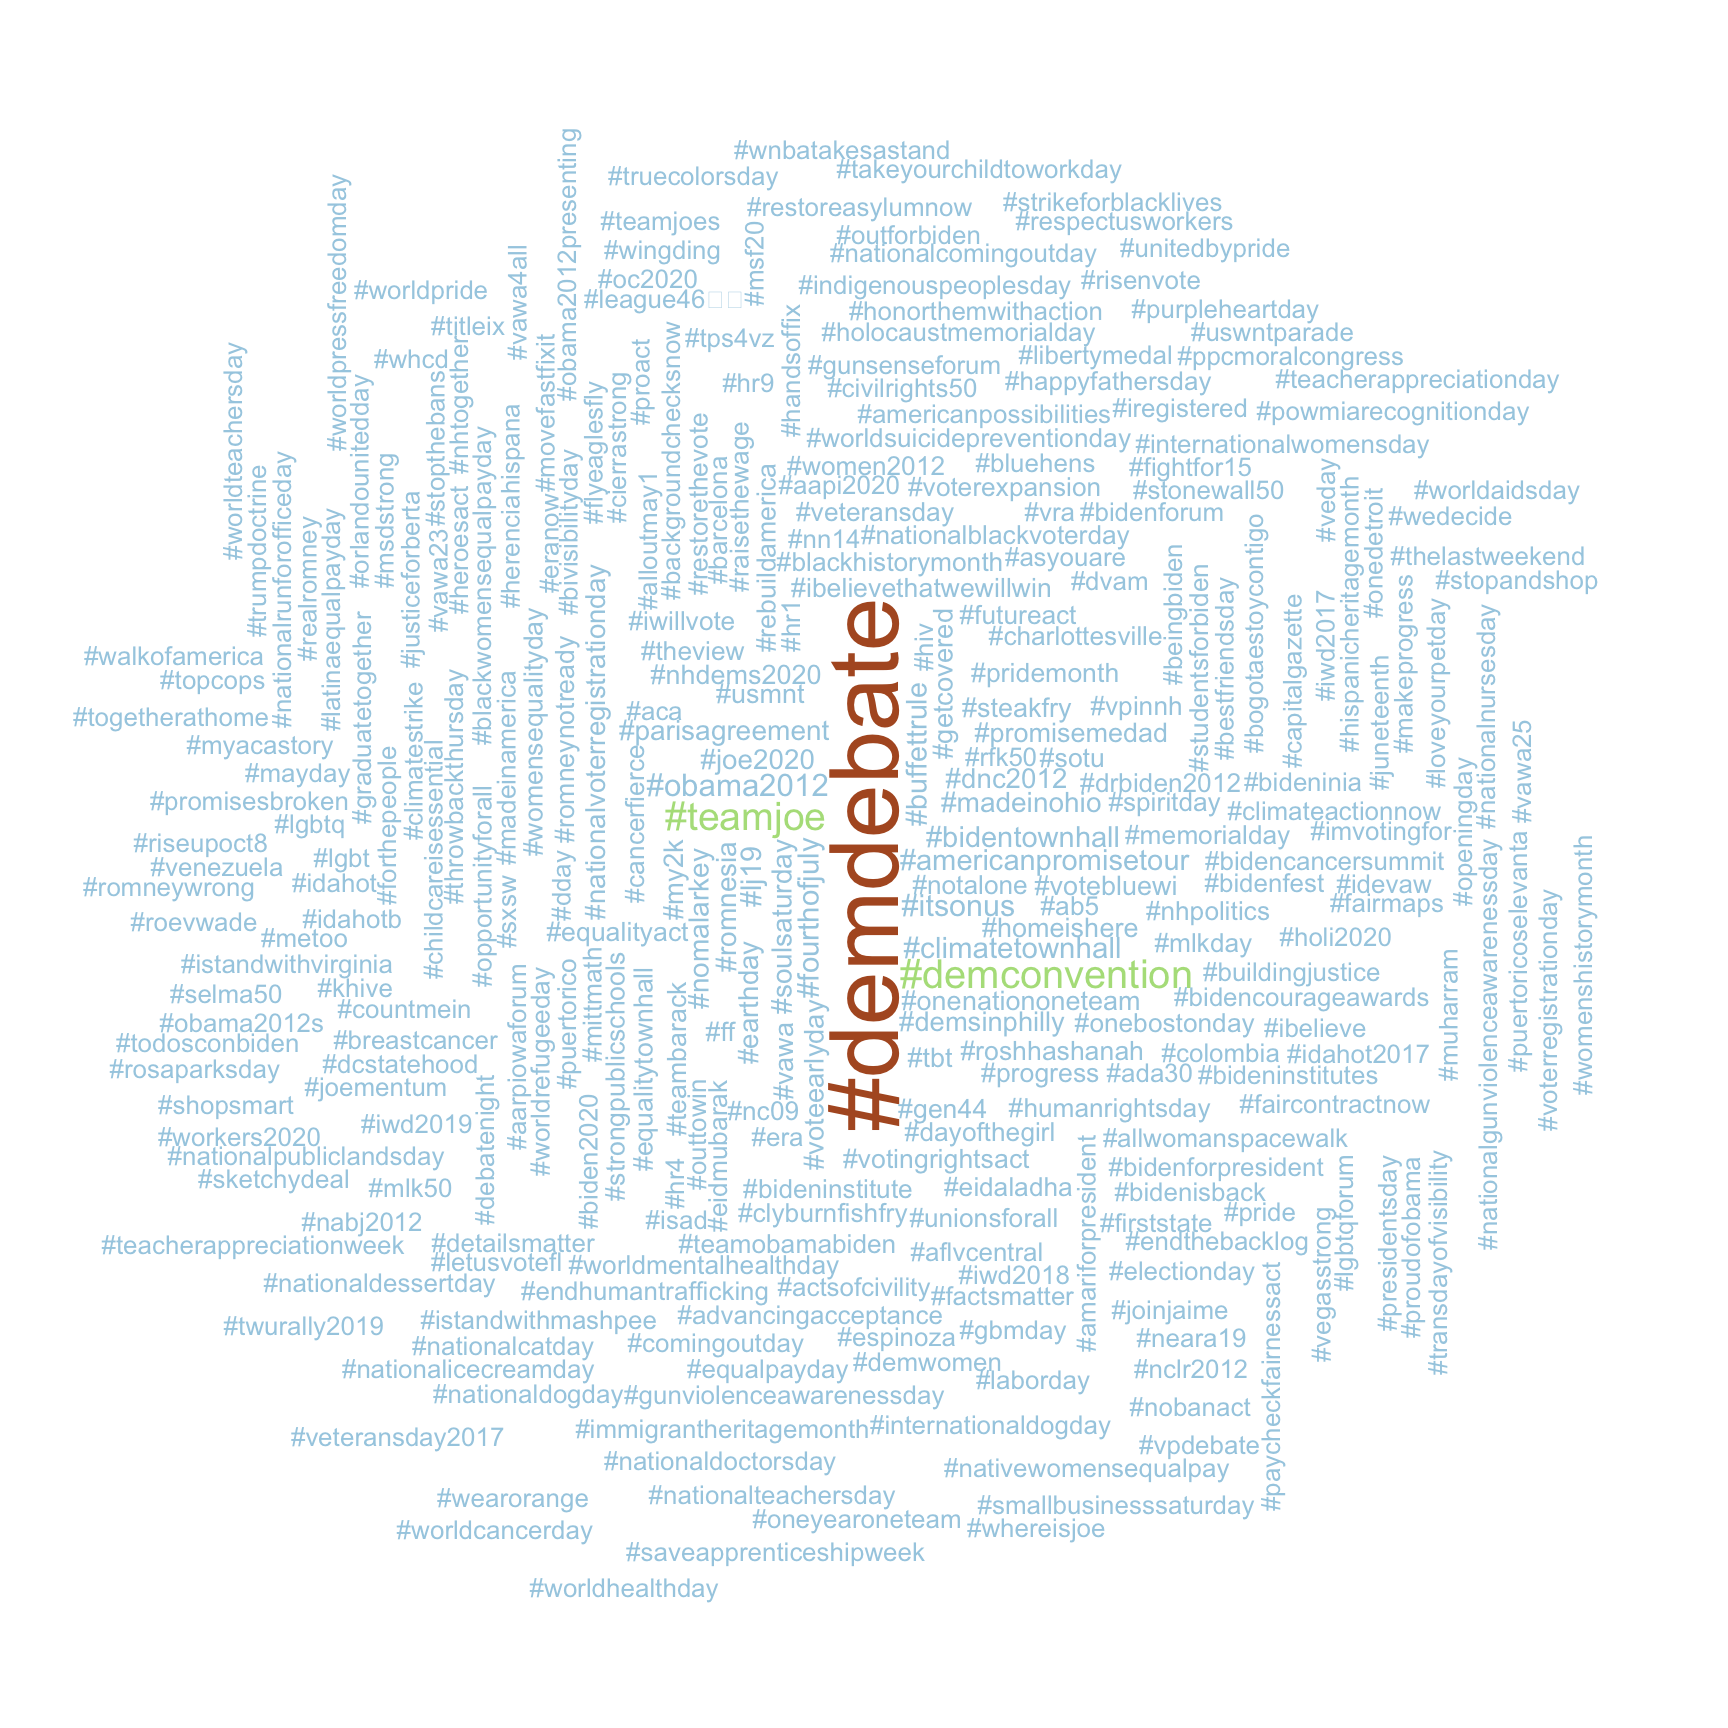 #wnbatakesastand
#takeyourchildtoworkday
#truecolorsday
#obama2012presenting
#worldpressfreedomday
#strikeforblacklives
#restoreasylumnow
#respectusworkers
#teamjoes
#outforbiden
#wingding
#nationalcomingoutday
#unitedbypride
#msf20
#vawa4all
#oc2020
#indigenouspeoplesday
#risenvote
#worldpride
#league46
#honorthemwithaction
#purpleheartday
#titleix
#holocaustmemorialday
#uswntparade
#tps4vz
#handsoffix
#whcd
#libertymedal
#ppcmoralcongress
#gunsenseforum
#hr9
#civilrights50
#happyfathersday
#teacherappreciationday
#proact
#americanpossibilities
#iregistered
#powmiarecognitionday
#worldteachersday
#nhtogether
#movefastfixit
#worldsuicidepreventionday
#internationalwomensday
#women2012
#bluehens
#fightfor15
#flyeaglesfly
#cierrastrong
#backgroundchecksnow
#aapi2020
#voterexpansion
#stonewall50
#worldaidsday
#stopthebans
#veteransday
#vra
#bidenforum
#veday
#wedecide
#nn14
#nationalblackvoterday
#orlandounitedday
#msdstrong
#blackhistorymonth
#asyouare
#thelastweekend
#restorethevote
#barcelona
#raisethewage
#ibelievethatwewillwin
#dvam
#stopandshop
#trumpdoctrine
#nationalrunforofficeday
#realromney
#latinaequalpayday
#justiceforberta
#vawa23
#heroesact
#blackwomensequalpayday
#herenciahispana
#eranow
#bivisibilityday
#alloutmay1
#rebuildamerica
#hr1
#iwillvote
#futureact
#charlottesville
#hiv
#getcovered
#beingbiden
#studentsforbiden
#bestfriendsday
#bogotaestoycontigo
#capitalgazette
#iwd2017
#hispanicheritagemonth
#onedetroit
#juneteenth
#makeprogress
#loveyourpetday
#nationalnursesday
#walkofamerica
#theview
#topcops
#nhdems2020
#pridemonth
#usmnt
#togetherathome
#aca
#steakfry
#vpinnh
#parisagreement
#promisemedad
#myacastory
#joe2020
#rfk50
#sotu
#mayday
#obama2012
#dnc2012
#drbiden2012
#bideninia
#buffettrule
#demdebate
#promisesbroken
#teamjoe
#madeinohio
#spiritday
#climateactionnow
#lgbtq
#graduatetogether
#climatestrike
#forthepeople
#childcareisessential
#throwbackthursday
#opportunityforall
#madeinamerica
#sxsw
#womensequalityday
#romneynotready
#dday
#nationalvoterregistrationday
#cancerfierce
#riseupoct8
#bidentownhall
#memorialday
#imvotingfor
#openingday
#vawa25
#lgbt
#venezuela
#americanpromisetour
#bidencancersummit
#romneywrong
#idahot
#notalone
#votebluewi
#bidenfest
#idevaw
#my2k
#nomalarkey
#romnesia
#lj19
#soulsaturday
#fourthofjuly
#itsonus
#ab5
#nhpolitics
#fairmaps
#roevwade
#idahotb
#equalityact
#homeishere
#metoo
#climatetownhall
#mlkday
#holi2020
#istandwithvirginia
#demconvention
#buildingjustice
#selma50
#khive
#onenationoneteam
#bidencourageawards
#countmein
#obama2012s
#demsinphilly
#onebostonday
#ibelieve
#muharram
#nationalgunviolenceawarenessday
#puertoricoselevanta
#voterregistrationday
#womenshistorymonth
#ff
#earthday
#vawa
#voteearlyday
#todosconbiden
#breastcancer
#tbt
#roshhashanah
#colombia
#idahot2017
#rosaparksday
#dcstatehood
#progress
#ada30
#bideninstitutes
#joementum
#debatenight
#aarpiowaforum
#worldrefugeeday
#puertorico
#mittmath
#biden2020
#strongpublicschools
#equalitytownhall
#teambarack
#hr4
#outtowin
#eidmubarak
#shopsmart
#nc09
#gen44
#humanrightsday
#faircontractnow
#iwd2019
#workers2020
#era
#dayofthegirl
#allwomanspacewalk
#nationalpubliclandsday
#votingrightsact
#bidenforpresident
#sketchydeal
#mlk50
#bideninstitute
#eidaladha
#bidenisback
#amariforpresident
#nabj2012
#isad
#clyburnfishfry
#unionsforall
#firststate
#pride
#vegasstrong
#lgbtqforum
#presidentsday
#proudofobama
#transdayofvisibility
#teacherappreciationweek
#detailsmatter
#teamobamabiden
#aflvcentral
#endthebacklog
#letusvotefl
#worldmentalhealthday
#iwd2018
#electionday
#nationaldessertday
#endhumantrafficking
#actsofcivility
#factsmatter
#joinjaime
#twurally2019
#istandwithmashpee
#advancingacceptance
#espinoza
#gbmday
#neara19
#nationalcatday
#comingoutday
#nationalicecreamday
#equalpayday
#demwomen
#nclr2012
#paycheckfairnessact
#laborday
#nationaldogday
#gunviolenceawarenessday
#nobanact
#veteransday2017
#immigrantheritagemonth
#internationaldogday
#vpdebate
#nationaldoctorsday
#nativewomensequalpay
#wearorange
#nationalteachersday
#smallbusinesssaturday
#worldcancerday
#oneyearoneteam
#whereisjoe
#saveapprenticeshipweek
#worldhealthday